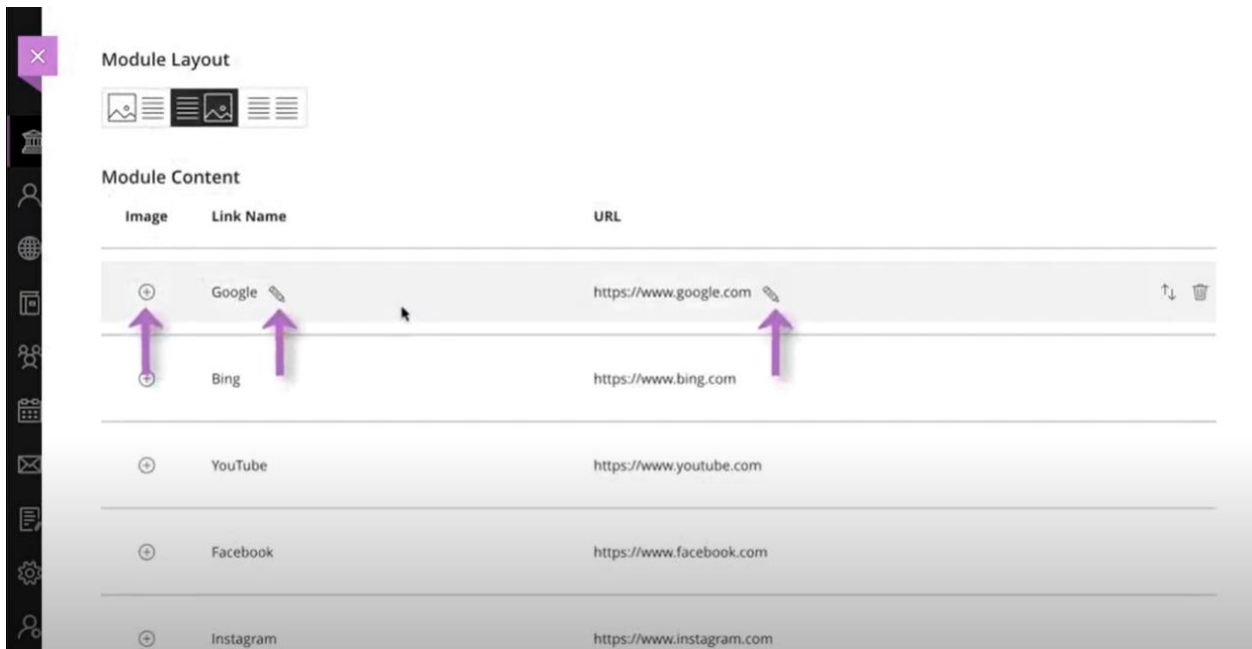 Module Layout
Module Content
Image Link Name URL
Google https://www.google.com
Bing https://www.bing.com
YouTube https://www.youtube.com
Facebook https://www.facebook.com
Instagram https://www.instagram.com